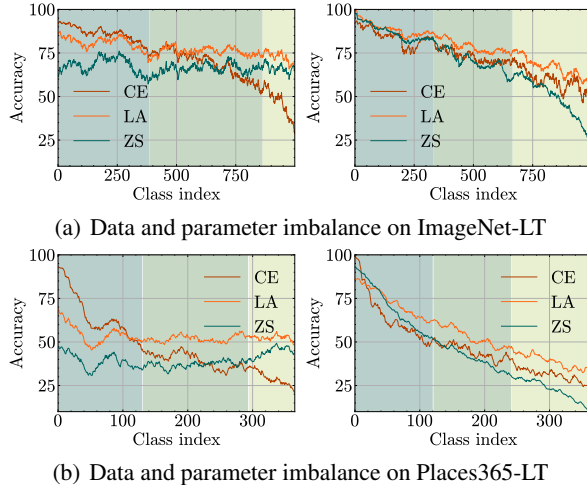 100
75
50
25
Accuracy
CE
LA
ZS
0 250 500 750
Class index
100
75
50
25
Accuracy
CE
LA
ZS
0 250 500 750
Class index
(a) Data and parameter imbalance on ImageNet-LT
100
75
50
25
Accuracy
CE
LA
ZS
0 100 200 300
Class index
100
75
50
25
Accuracy
CE
LA
ZS
0 120 240 360
Class index
(b) Data and parameter imbalance on Places365-LT